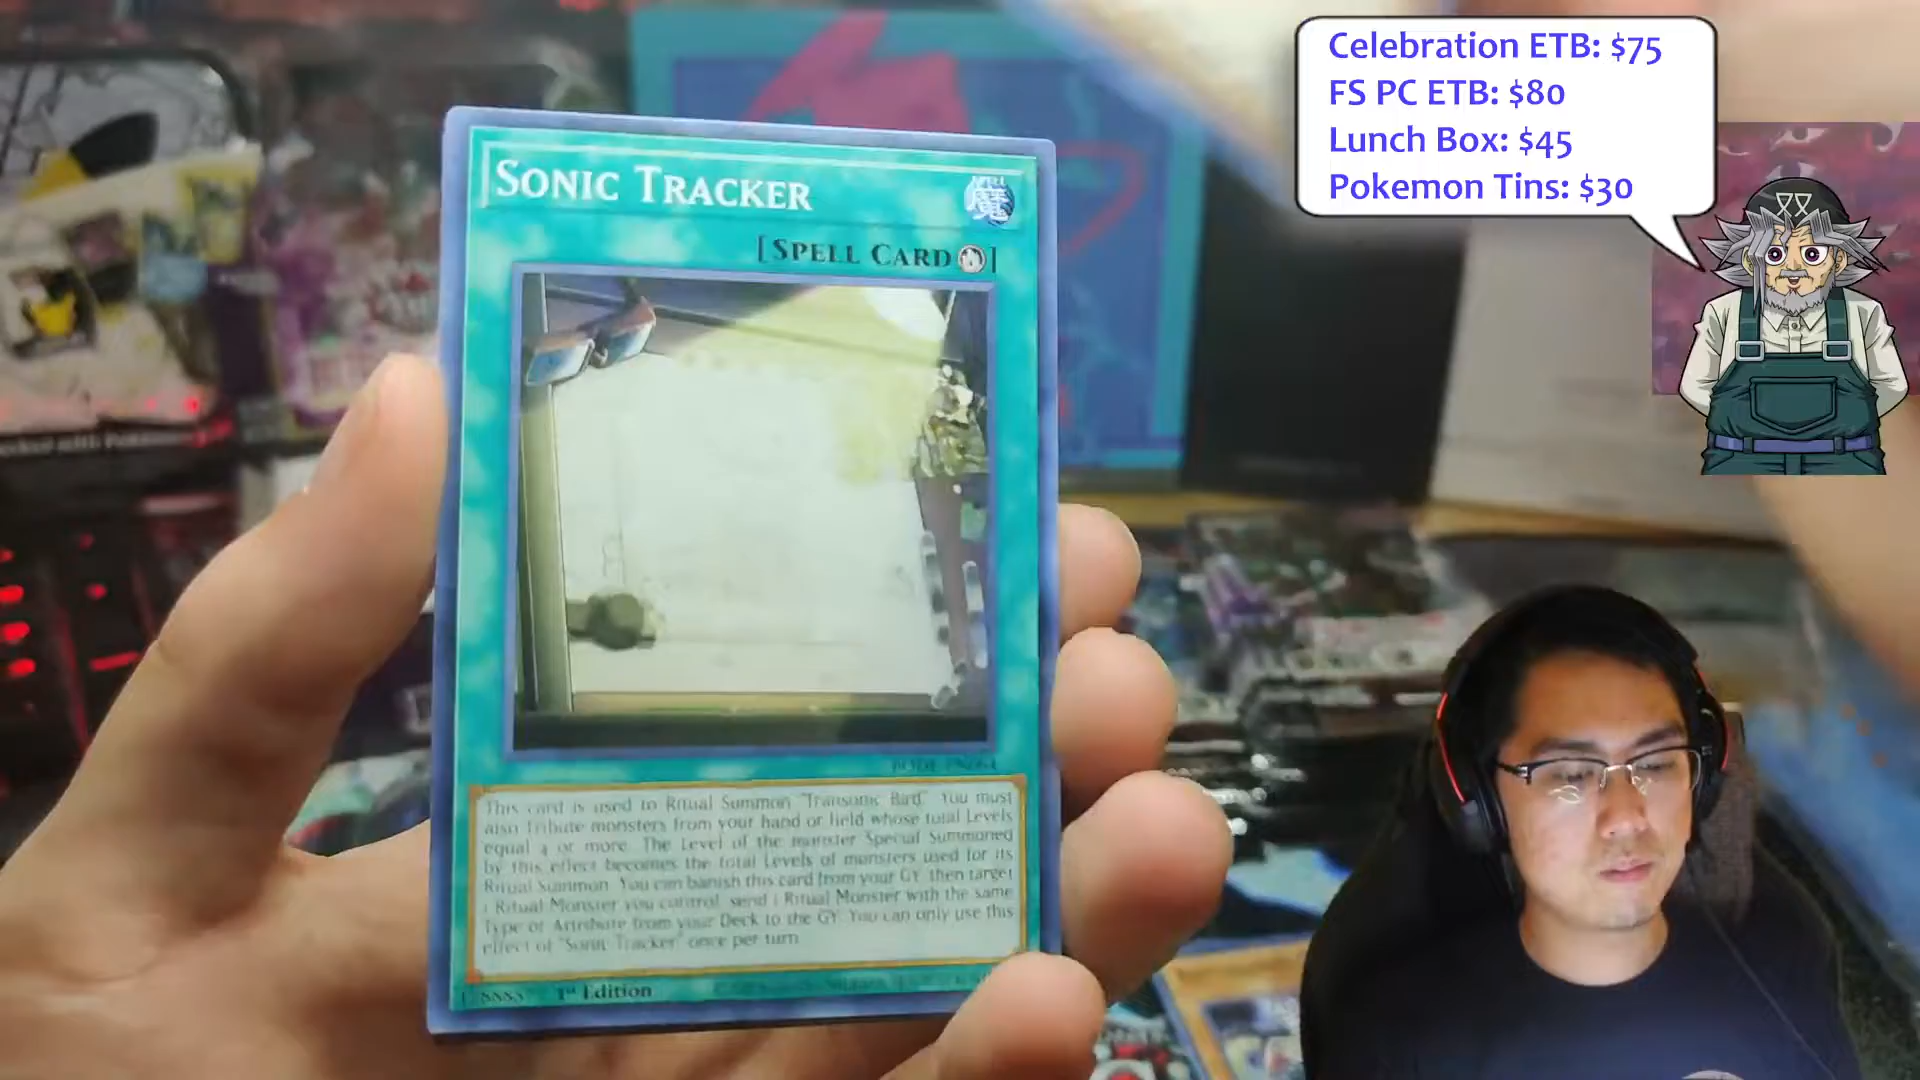 Celebration ETB: $75
FS PC ETB: $80
Lunch Box: $45
Pokemon Tins: $30
SONIC TRACKER
魔
[SPELL CARD]
This card is used to Ritual Summon "Transonic Bird". You must
also Tribute monsters from your hand or field whose total Levels
equal 4 or more. The Level of the monster Special Summoned
by this effect becomes the total Levels of monsters used for its
Ritual Summon. You can banish this card from your GY, then target
1 Ritual Monster you control; send 1 Ritual Monster with the same
Type or Attribute from your Deck to the GY. You can only use this
effect of "Sonic Tracker" once per turn.
1st Edition